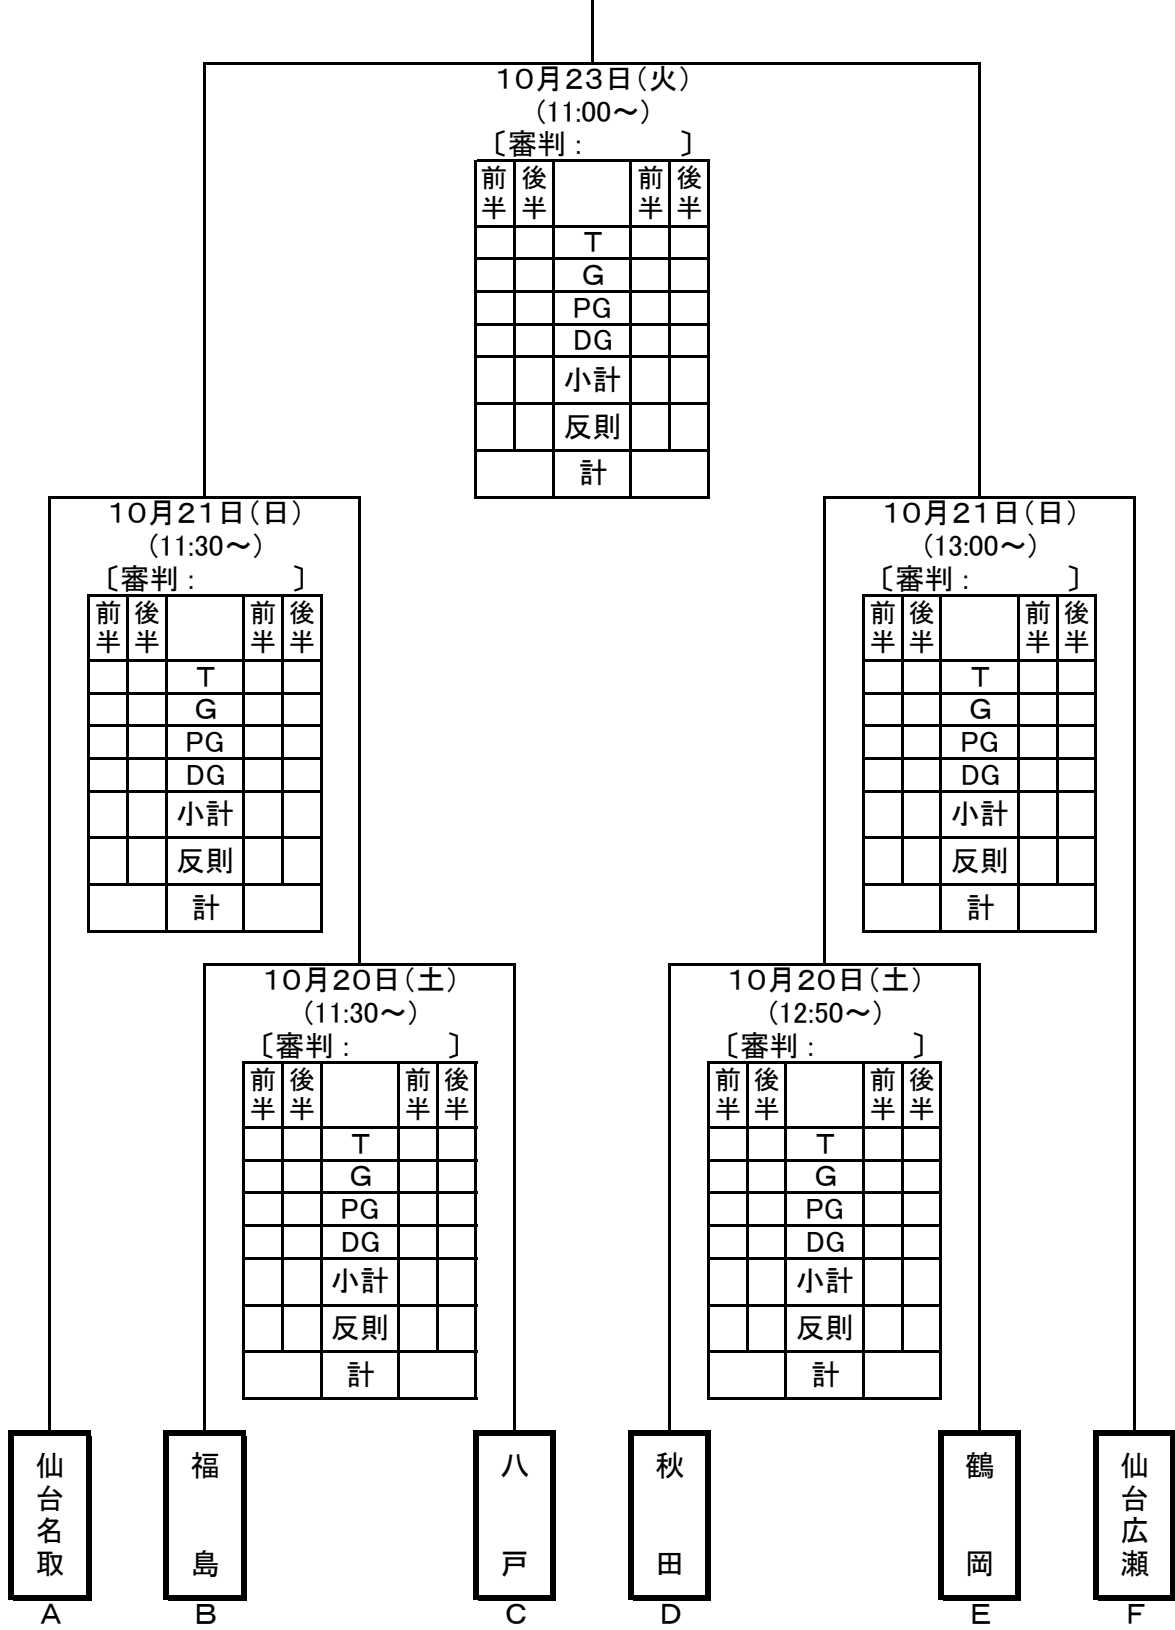 10月23日（火）
（11:00～）
〔審判： 〕
前半 後半 前半 後半
T
G
PG
DG
小計
反則
計
10月21日（日）
（11:30～）
〔審判： 〕
前半 後半 前半 後半
T
G
PG
DG
小計
反則
計
10月21日（日）
（13:00～）
〔審判： 〕
前半 後半 前半 後半
T
G
PG
DG
小計
反則
計
10月20日（土）
（11:30～）
〔審判： 〕
前半 後半 前半 後半
T
G
PG
DG
小計
反則
計
10月20日（土）
（12:50～）
〔審判： 〕
前半 後半 前半 後半
T
G
PG
DG
小計
反則
計
仙台名取
A
福島
B
八戸
C
秋田
D
鶴岡
E
仙台広瀬
F